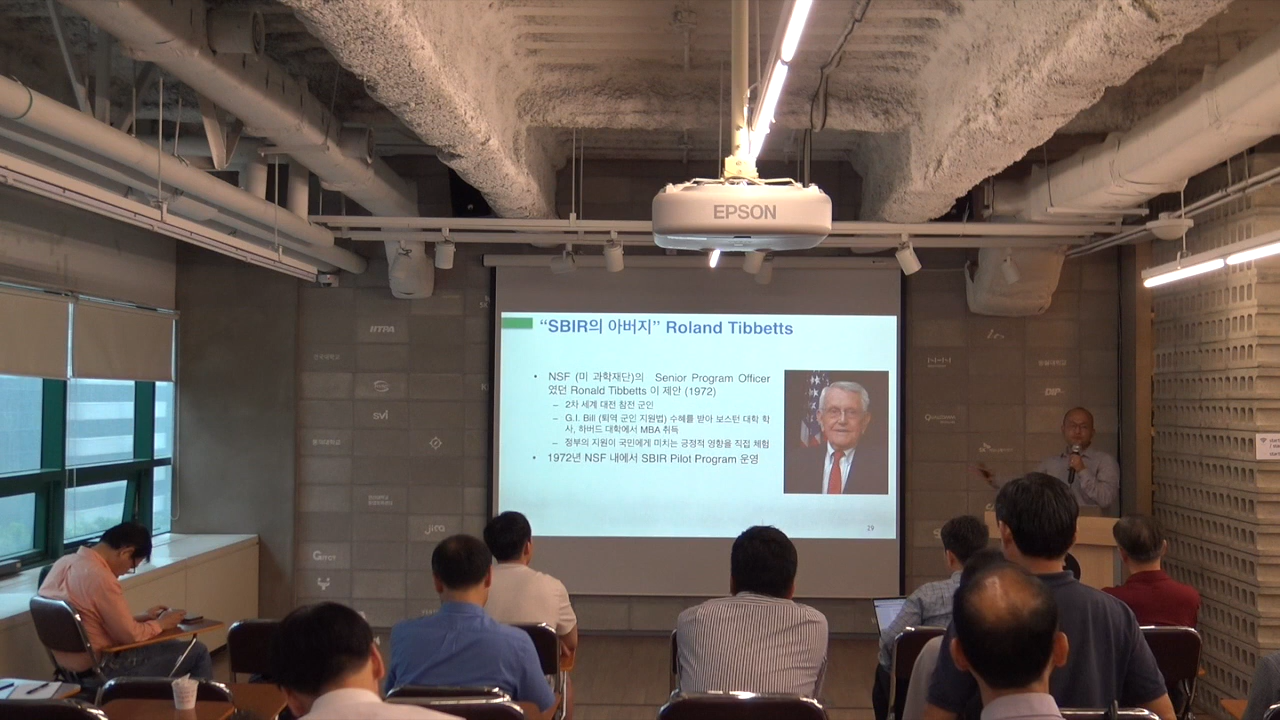 EPSON
“SBIR의 아버지” Roland Tibbetts
• NSF (미 과학재단)의 Senior Program Officer
였던 Ronald Tibbetts 이 제안 (1972)
– 2차 세계 대전 참전 군인
– G.I. Bill (퇴역 군인 지원법) 수혜를 받아 보스턴 대학 학
사, 하버드 대학에서 MBA 취득
– 정부의 지원이 국민에게 미치는 긍정적 영향을 직접 체험
• 1972년 NSF 내에서 SBIR Pilot Program 운영
29
HTPA
svi
jira
QUALCOMM